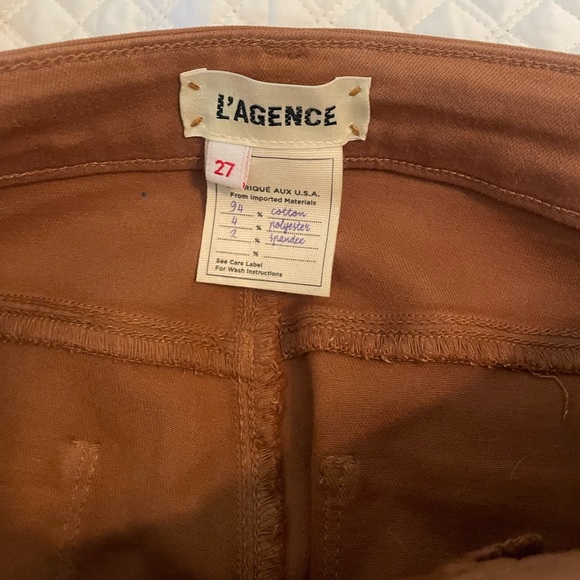 L'AGENCE
27
RIQUÉ AUX U.S.A.
From Imported Materials
94 % cotton
4 % polyester
2 % spandex
%
See Care Label
For Wash Instructions